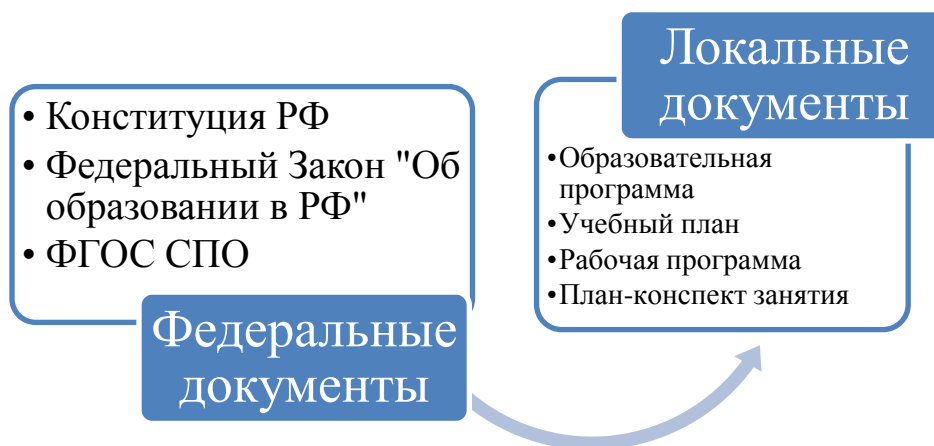 • Конституция РФ
• Федеральный Закон "Об
образовании в РФ"
• ФГОС СПО
Федеральные
документы
Локальные
документы
•Образовательная
программа
•Учебный план
•Рабочая программа
•План-конспект занятия